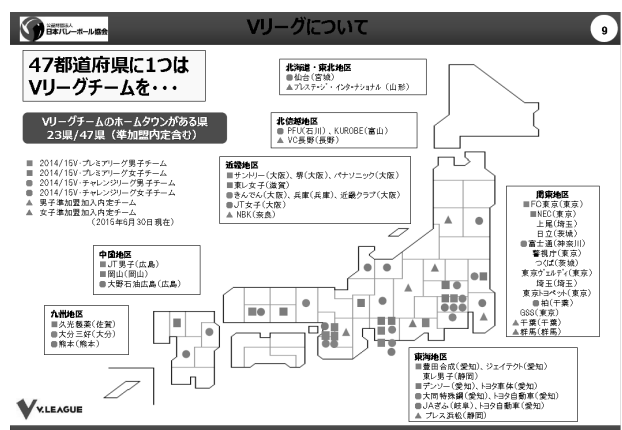 公益財団法人
日本バレーボール協会
Vリーグについて
9
47都道府県に1つは
Vリーグチームを・・・
Vリーグチームのホームタウンがある県
23県/47県（準加盟内定含む）
■ 2014/15V・プレミアリーグ男子チーム
■ 2014/15V・プレミアリーグ女子チーム
● 2014/15V・チャレンジリーグ男子チーム
● 2014/15V・チャレンジリーグ女子チーム
▲ 男子準加盟加入内定チーム
▲ 女子準加盟加入内定チーム
（2015年6月30日現在）
北海道・東北地区
●仙台（宮城）
▲プレステージ・インターナショナル（山形）
北信越地区
● PFU（石川）、KUROBE（富山）
▲ VC長野（長野）
近畿地区
■サントリー（大阪）、堺（大阪）、パナソニック（大阪）
■東レ女子（滋賀）
●きんでん（大阪）、兵庫（兵庫）、近畿クラブ（大阪）
●JT女子（大阪）
▲ NBK（奈良）
関東地区
■FC東京（東京）
■NEC（東京）
上尾（埼玉）
日立（茨城）
●富士通（神奈川）
警視庁（東京）
つくば（茨城）
東京ヴェルディ（東京）
埼玉（埼玉）
東京トヨペット（東京）
●柏（千葉）
GSS（東京）
▲千葉（千葉）
▲群馬（群馬）
中国地区
■JT男子（広島）
■岡山（岡山）
●大野石油広島（広島）
九州地区
■久光製薬（佐賀）
●大分三好（大分）
●熊本（熊本）
東海地区
■豊田合成（愛知）、ジェイテクト（愛知）
東レ男子（静岡）
■デンソー（愛知）、トヨタ車体（愛知）
●大同特殊鋼（愛知）、トヨタ自動車（愛知）
●JAぎふ（岐阜）、トヨタ自動車（愛知）
▲ ブレス浜松（静岡）
V.LEAGUE